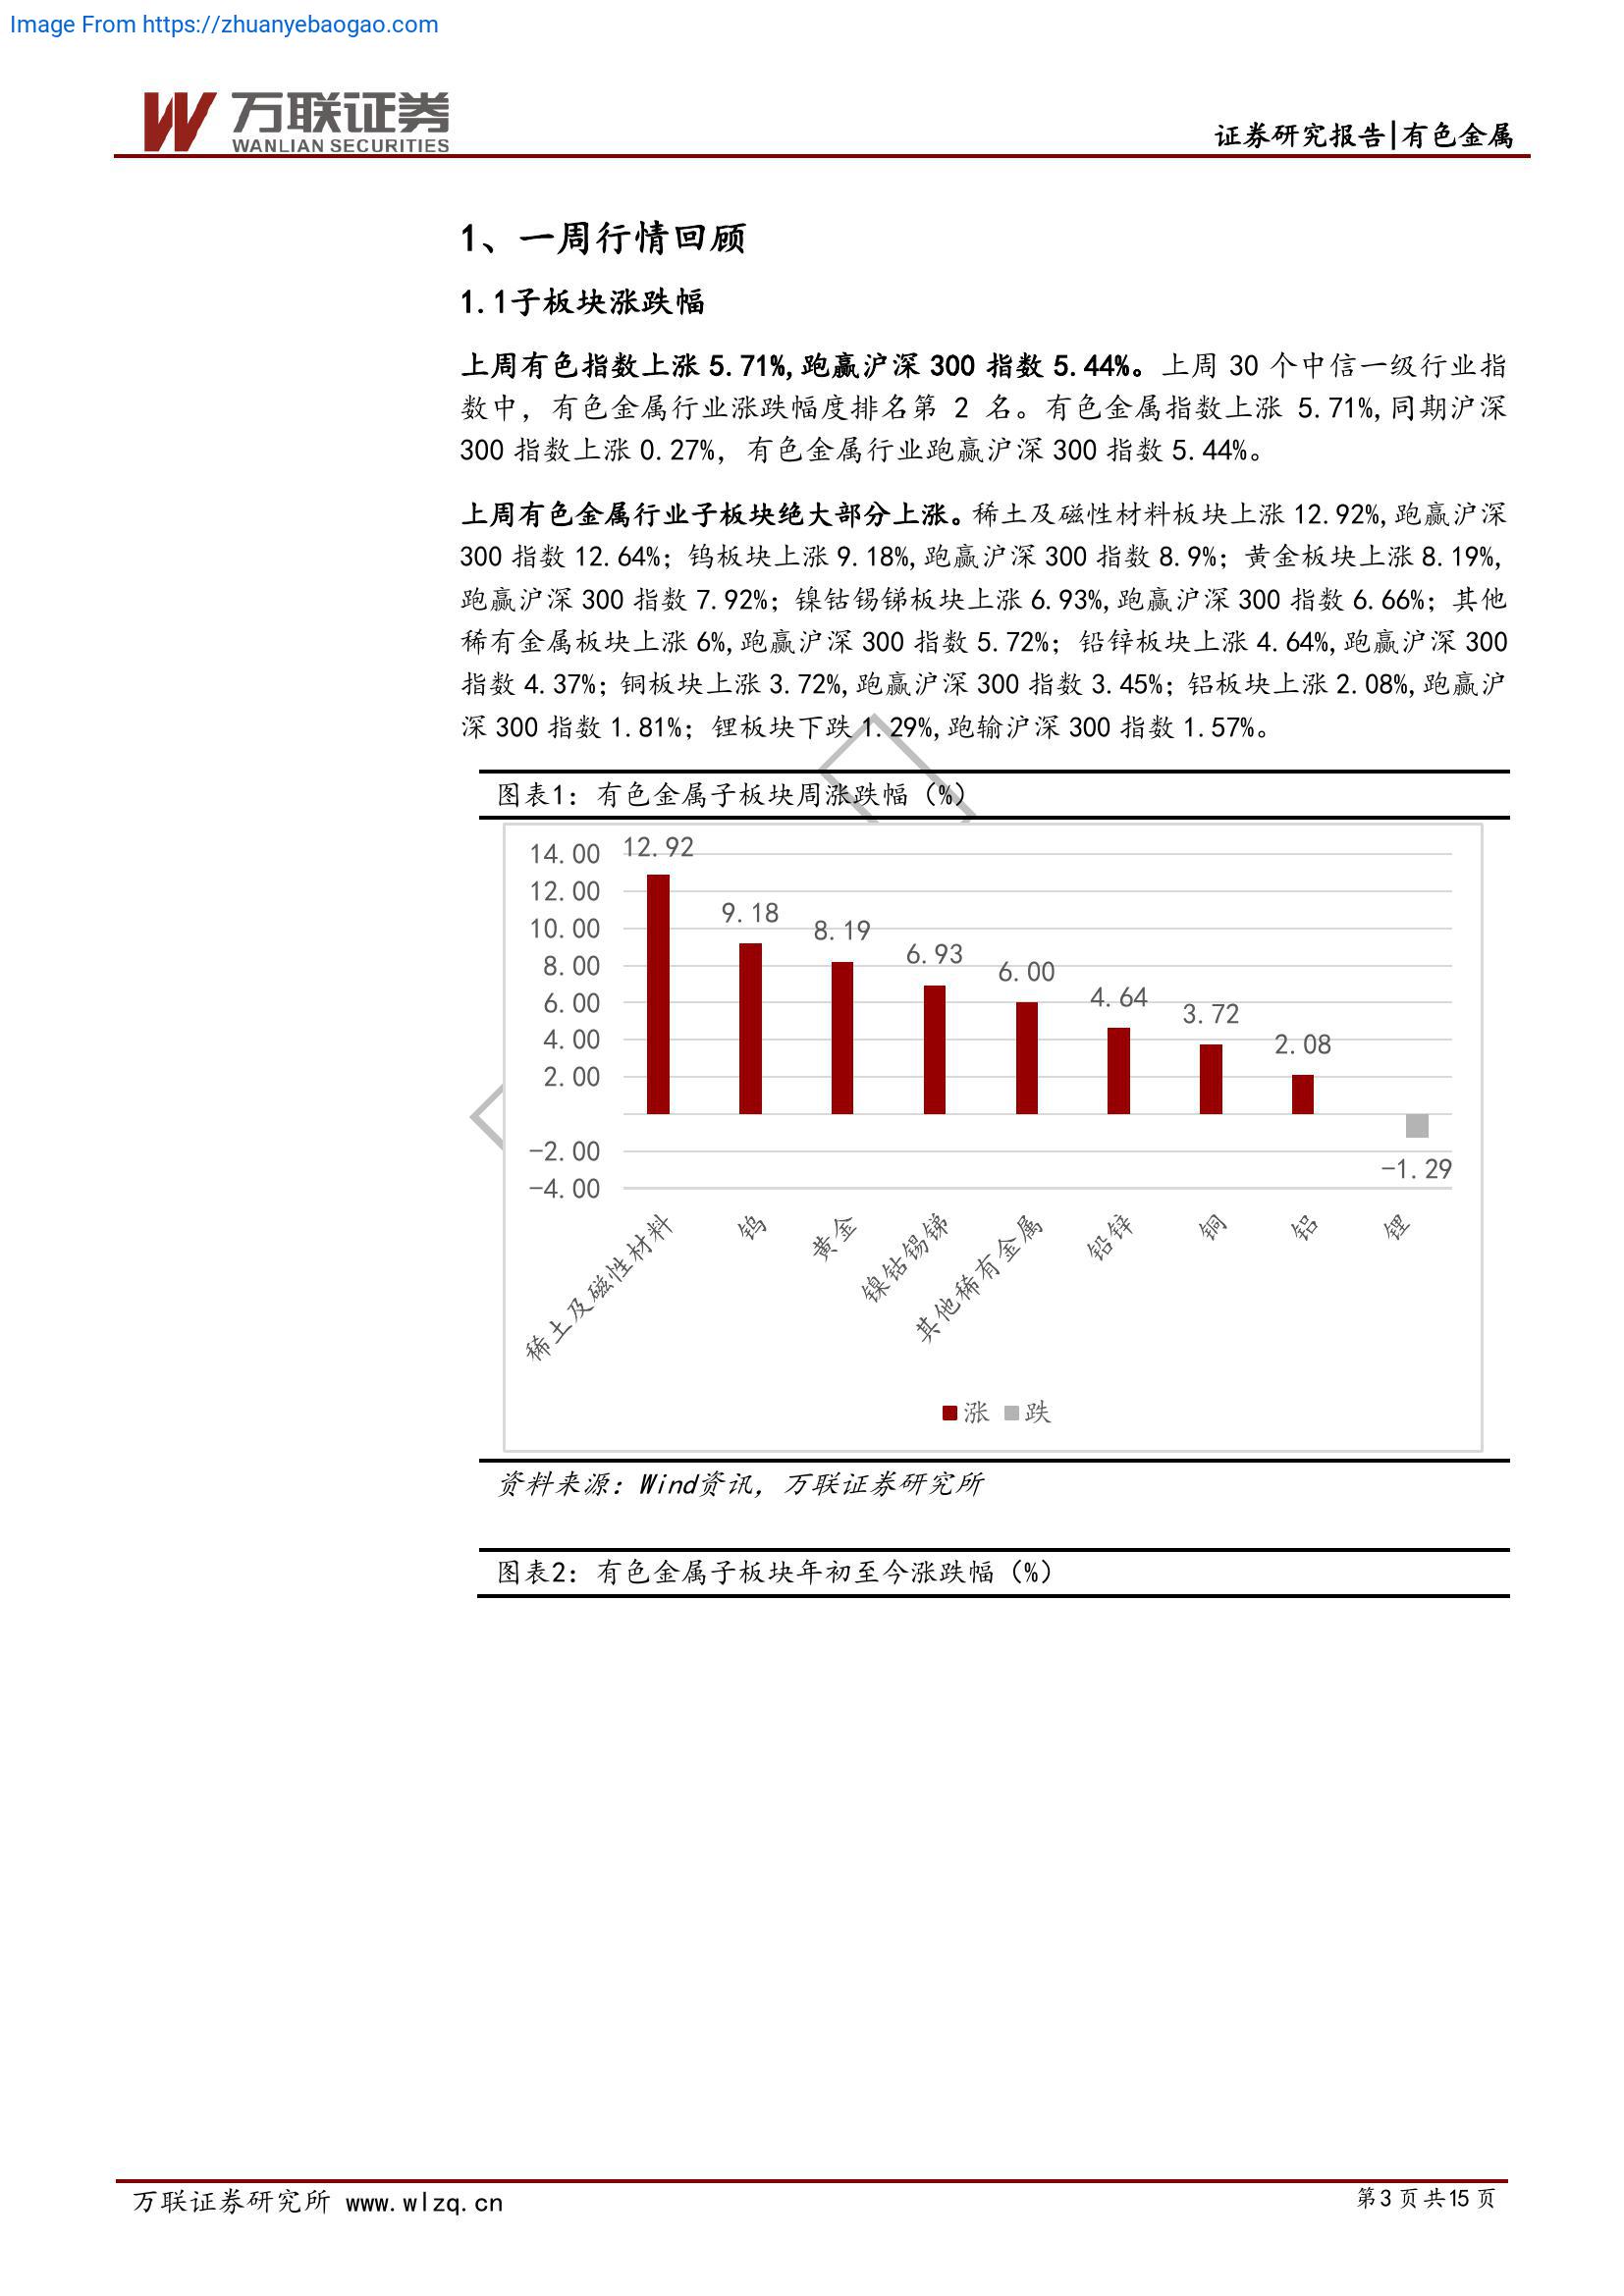 Image From https://zhuanyebaogao.com
万联证券
WANLIAN SECURITIES
证券研究报告|有色金属
1、一周行情回顾
1.1子板块涨跌幅
上周有色指数上涨 5.71%,跑赢沪深 300 指数 5.44%。上周 30 个中信一级行业指
数中，有色金属行业涨跌幅度排名第 2 名。有色金属指数上涨 5.71%,同期沪深
300 指数上涨 0.27%，有色金属行业跑赢沪深 300 指数 5.44%。
上周有色金属行业子板块绝大部分上涨。稀土及磁性材料板块上涨 12.92%,跑赢沪深
300 指数 12.64%；钨板块上涨 9.18%,跑赢沪深 300 指数 8.9%；黄金板块上涨 8.19%,
跑赢沪深 300 指数 7.92%；镍钴锡锑板块上涨 6.93%,跑赢沪深 300 指数 6.66%；其他
稀有金属板块上涨 6%,跑赢沪深 300 指数 5.72%；铅锌板块上涨 4.64%,跑赢沪深 300
指数 4.37%；铜板块上涨 3.72%,跑赢沪深 300 指数 3.45%；铝板块上涨 2.08%,跑赢沪
深 300 指数 1.81%；锂板块下跌 1.29%,跑输沪深 300 指数 1.57%。
图表1：有色金属子板块周涨跌幅（%）
14.00
12.00
10.00
8.00
6.00
4.00
2.00
-2.00
-4.00
12.92
9.18
8.19
6.93
6.00
4.64
3.72
2.08
-1.29
稀土及磁性材料
钨
黄金
镍钴锡锑
其他稀有金属
铅锌
铜
铝
锂
涨 跌
资料来源：Wind资讯，万联证券研究所
图表2：有色金属子板块年初至今涨跌幅（%）
万联证券研究所 www.wlzq.cn
第3 页 共15 页